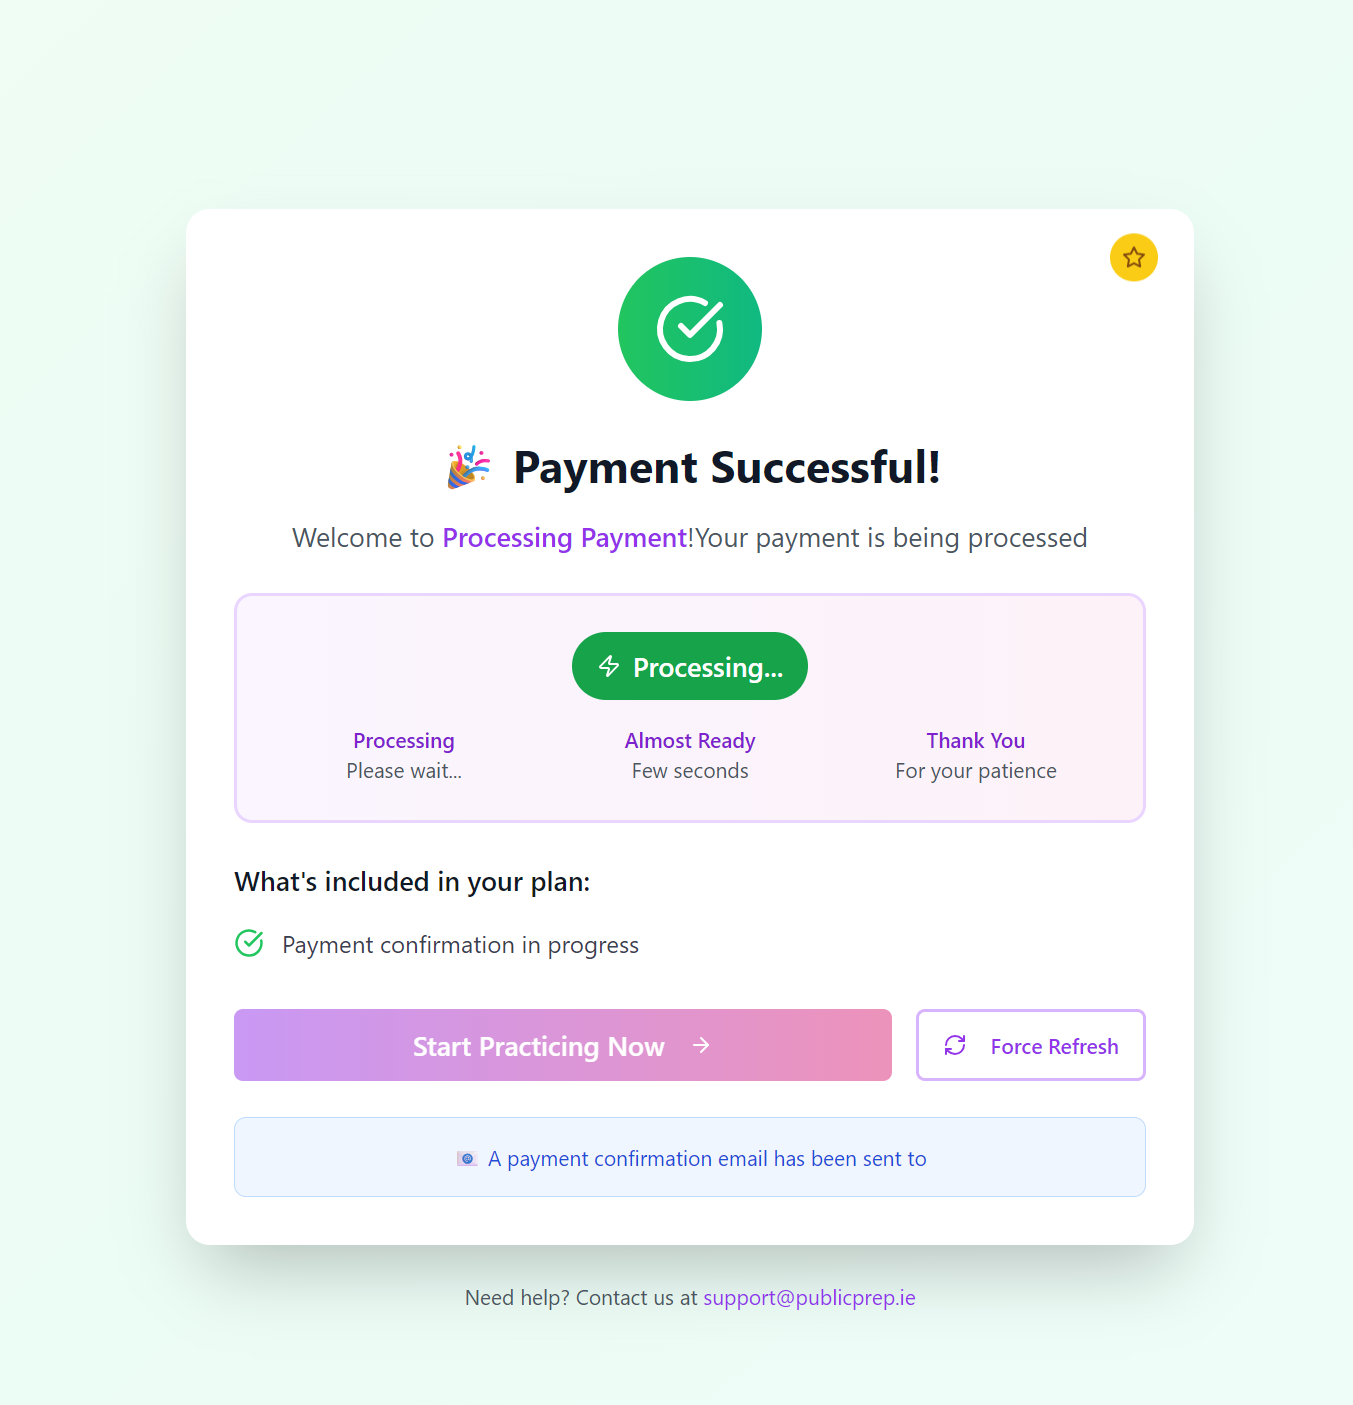 🎉 Payment Successful!
Welcome to Processing Payment!Your payment is being processed
Processing...
Processing
Please wait...
Almost Ready
Few seconds
Thank You
For your patience
What's included in your plan:
Payment confirmation in progress
Start Practicing Now →
Force Refresh
📧 A payment confirmation email has been sent to
Need help? Contact us at support@publicprep.ie